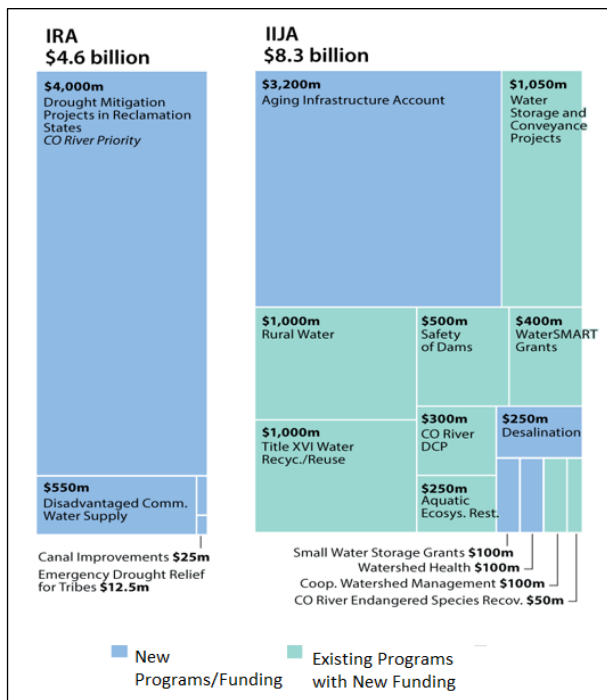 IRA
$4.6 billion
$4,000m
Drought Mitigation
Projects in Reclamation
States
CO River Priority
$550m
Disadvantaged Comm.
Water Supply
Canal Improvements $25m
Emergency Drought Relief
for Tribes $12.5m
IIJA
$8.3 billion
$3,200m
Aging Infrastructure Account
$1,050m
Water
Storage and
Conveyance
Projects
$1,000m
Rural Water
$500m
Safety
of Dams
$400m
WaterSMART
Grants
$1,000m
Title XVI Water
Recyc./Reuse
$300m
CO River
DCP
$250m
Desalination
$250m
Aquatic
Ecosys. Rest.
Small Water Storage Grants $100m
Watershed Health $100m
Coop. Watershed Management $100m
CO River Endangered Species Recov. $50m
New
Programs/Funding
Existing Programs
with New Funding